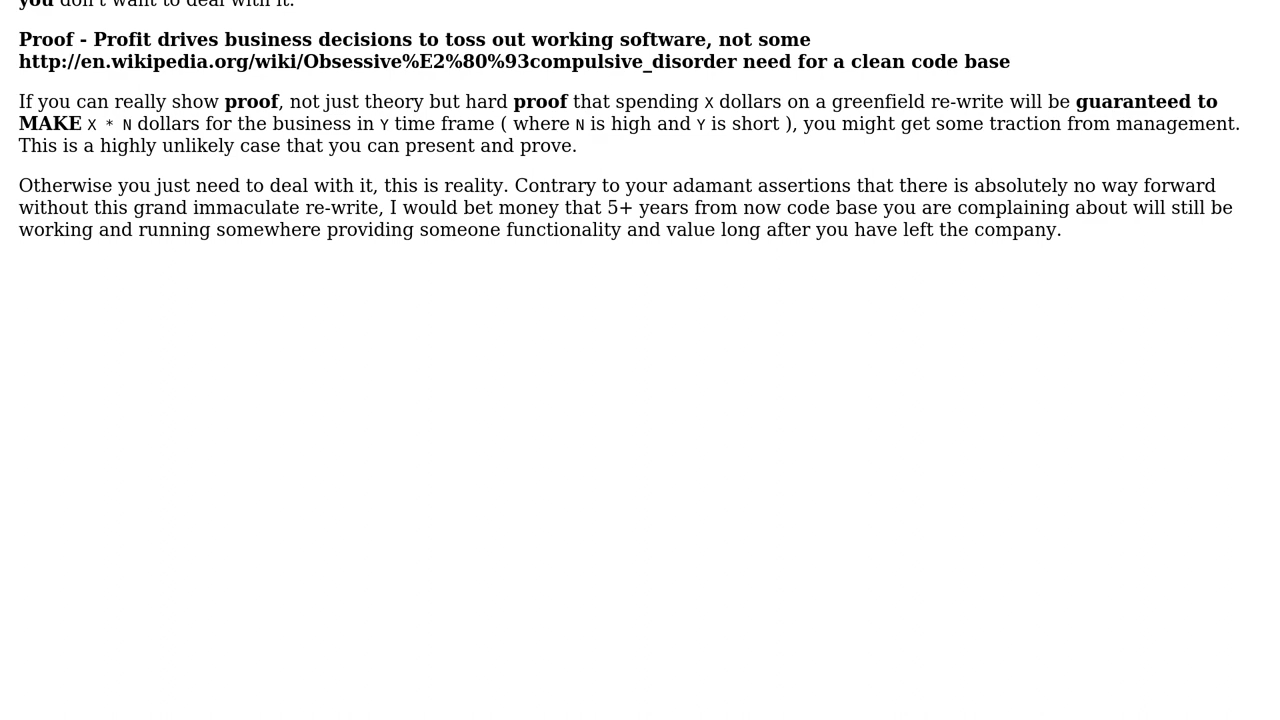 you don't want to deal with it.
Proof - Profit drives business decisions to toss out working software, not some
http://en.wikipedia.org/wiki/Obsessive%E2%80%93compulsive_disorder need for a clean code base
If you can really show proof, not just theory but hard proof that spending X dollars on a greenfield re-write will be guaranteed to
MAKE X * N dollars for the business in Y time frame ( where N is high and Y is short ), you might get some traction from management.
This is a highly unlikely case that you can present and prove.
Otherwise you just need to deal with it, this is reality. Contrary to your adamant assertions that there is absolutely no way forward
without this grand immaculate re-write, I would bet money that 5+ years from now code base you are complaining about will still be
working and running somewhere providing someone functionality and value long after you have left the company.